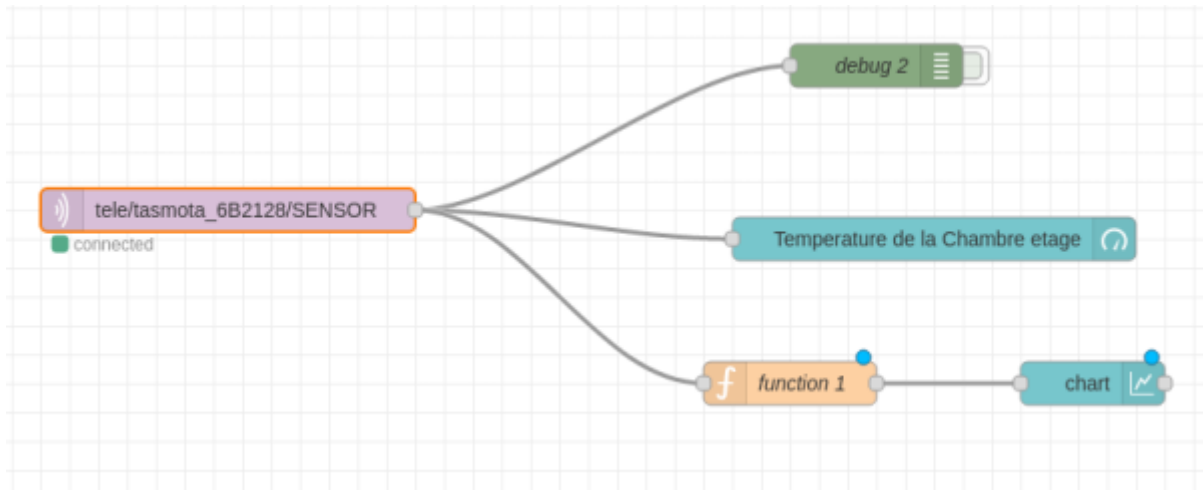 debug 2
tele/tasmota_6B2128/SENSOR
connected
Temperature de la Chambre etage
function 1
chart